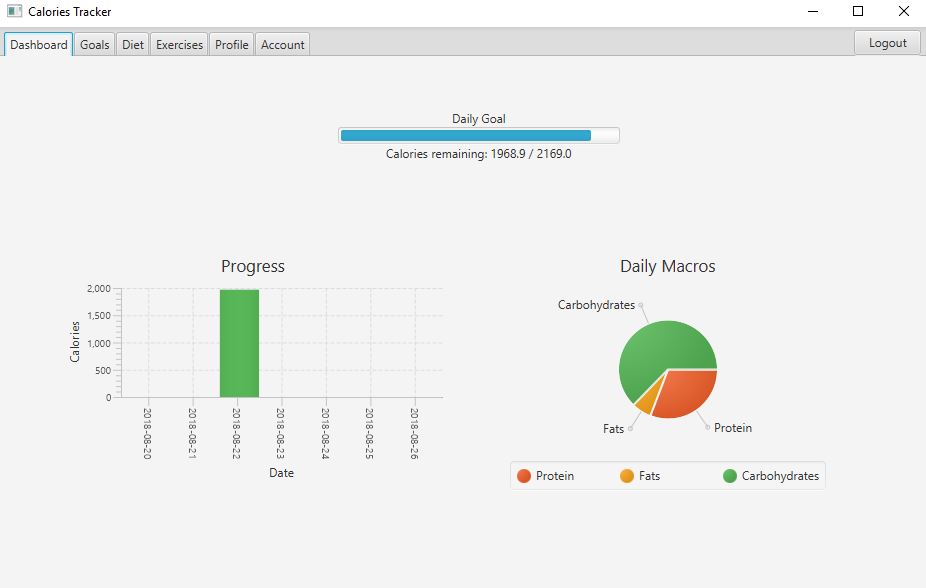 Calories Tracker
Dashboard Goals Diet Exercises Profile Account Logout
Daily Goal
Calories remaining: 1968.9 / 2169.0
Progress
2,000
1,500
1,000
500
0
Calories
2018-08-20
2018-08-21
2018-08-22
2018-08-23
2018-08-24
2018-08-25
2018-08-26
Date
Daily Macros
Carbohydrates
Fats
Protein
Protein Fats Carbohydrates